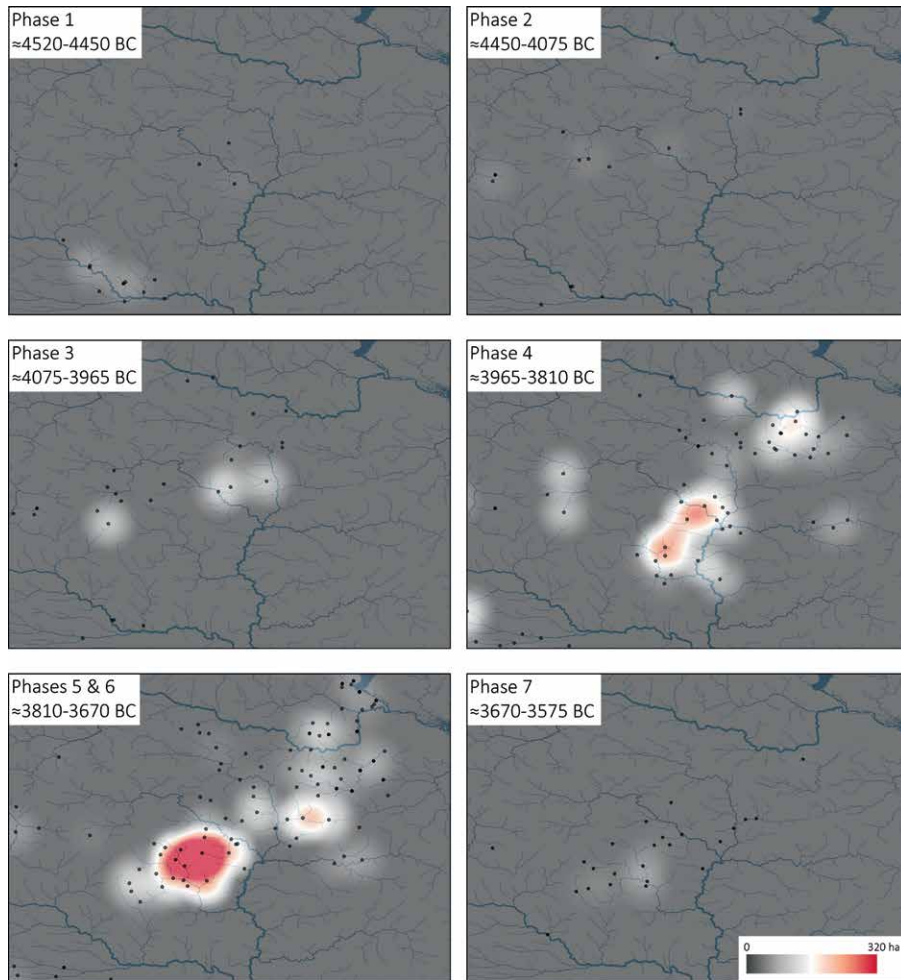 Phase 1
≈4520-4450 BC
Phase 2
≈4450-4075 BC
Phase 3
≈4075-3965 BC
Phase 4
≈3965-3810 BC
Phases 5 & 6
≈3810-3670 BC
Phase 7
≈3670-3575 BC
0 320 ha